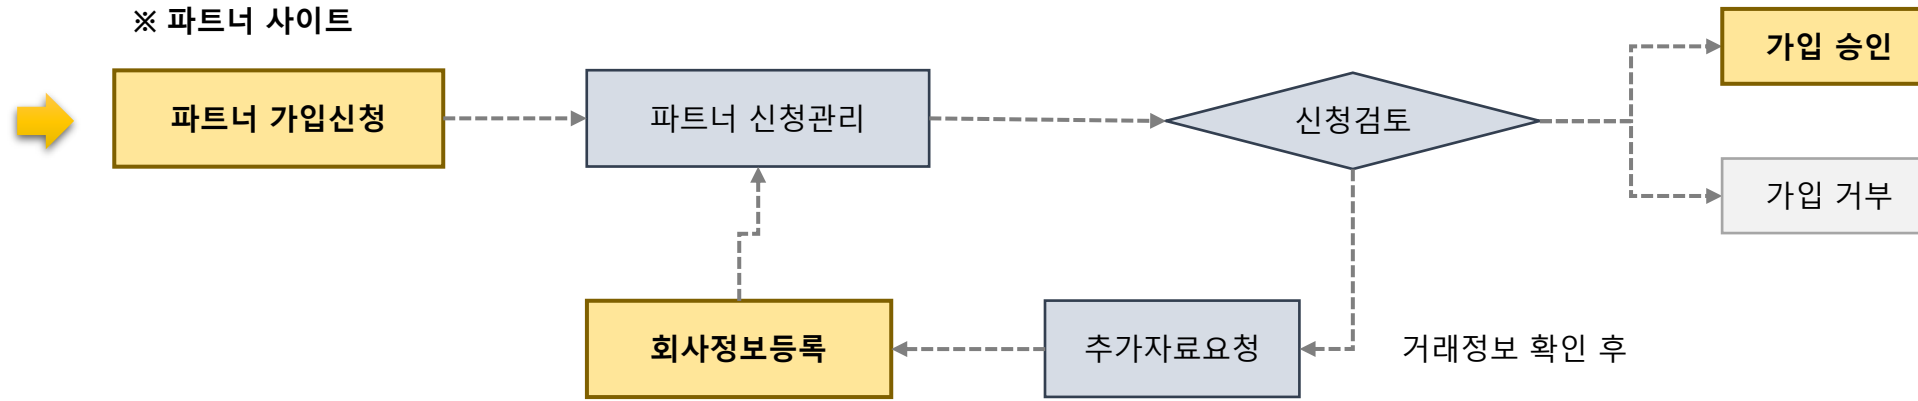 ※ 파트너 사이트
파트너 가입신청
파트너 신청관리
신청검토
가입 승인
가입 거부
회사정보등록
추가자료요청
거래정보 확인 후